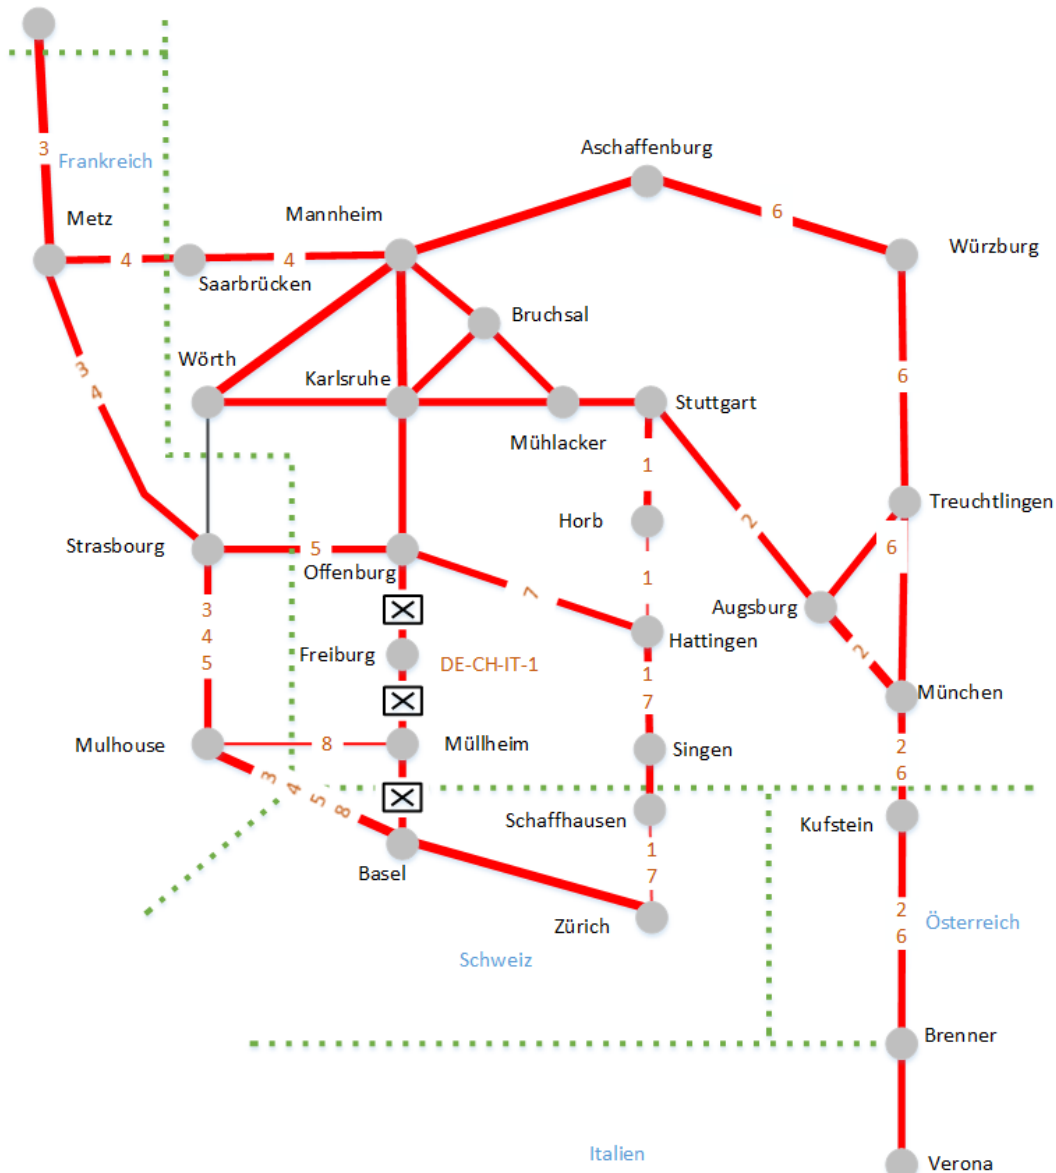 Aschaffenburg
3
Frankreich
6
Metz
Mannheim
Würzburg
4
4
Saarbrücken
Bruchsal
Wörth
3
4
Karlsruhe
6
Stuttgart
Mühlacker
1
Treuchtlingen
Horb
2
Strasbourg
5
6
Offenburg
1
7
3
4
5
Augsburg
Hattingen
Freiburg
DE-CH-IT-1
2
1
7
München
Mulhouse
8
Müllheim
Singen
2
6
3
4
5
8
Schaffhausen
Kufstein
1
7
Basel
2
6
Zürich
Österreich
Schweiz
Brenner
Italien
Verona